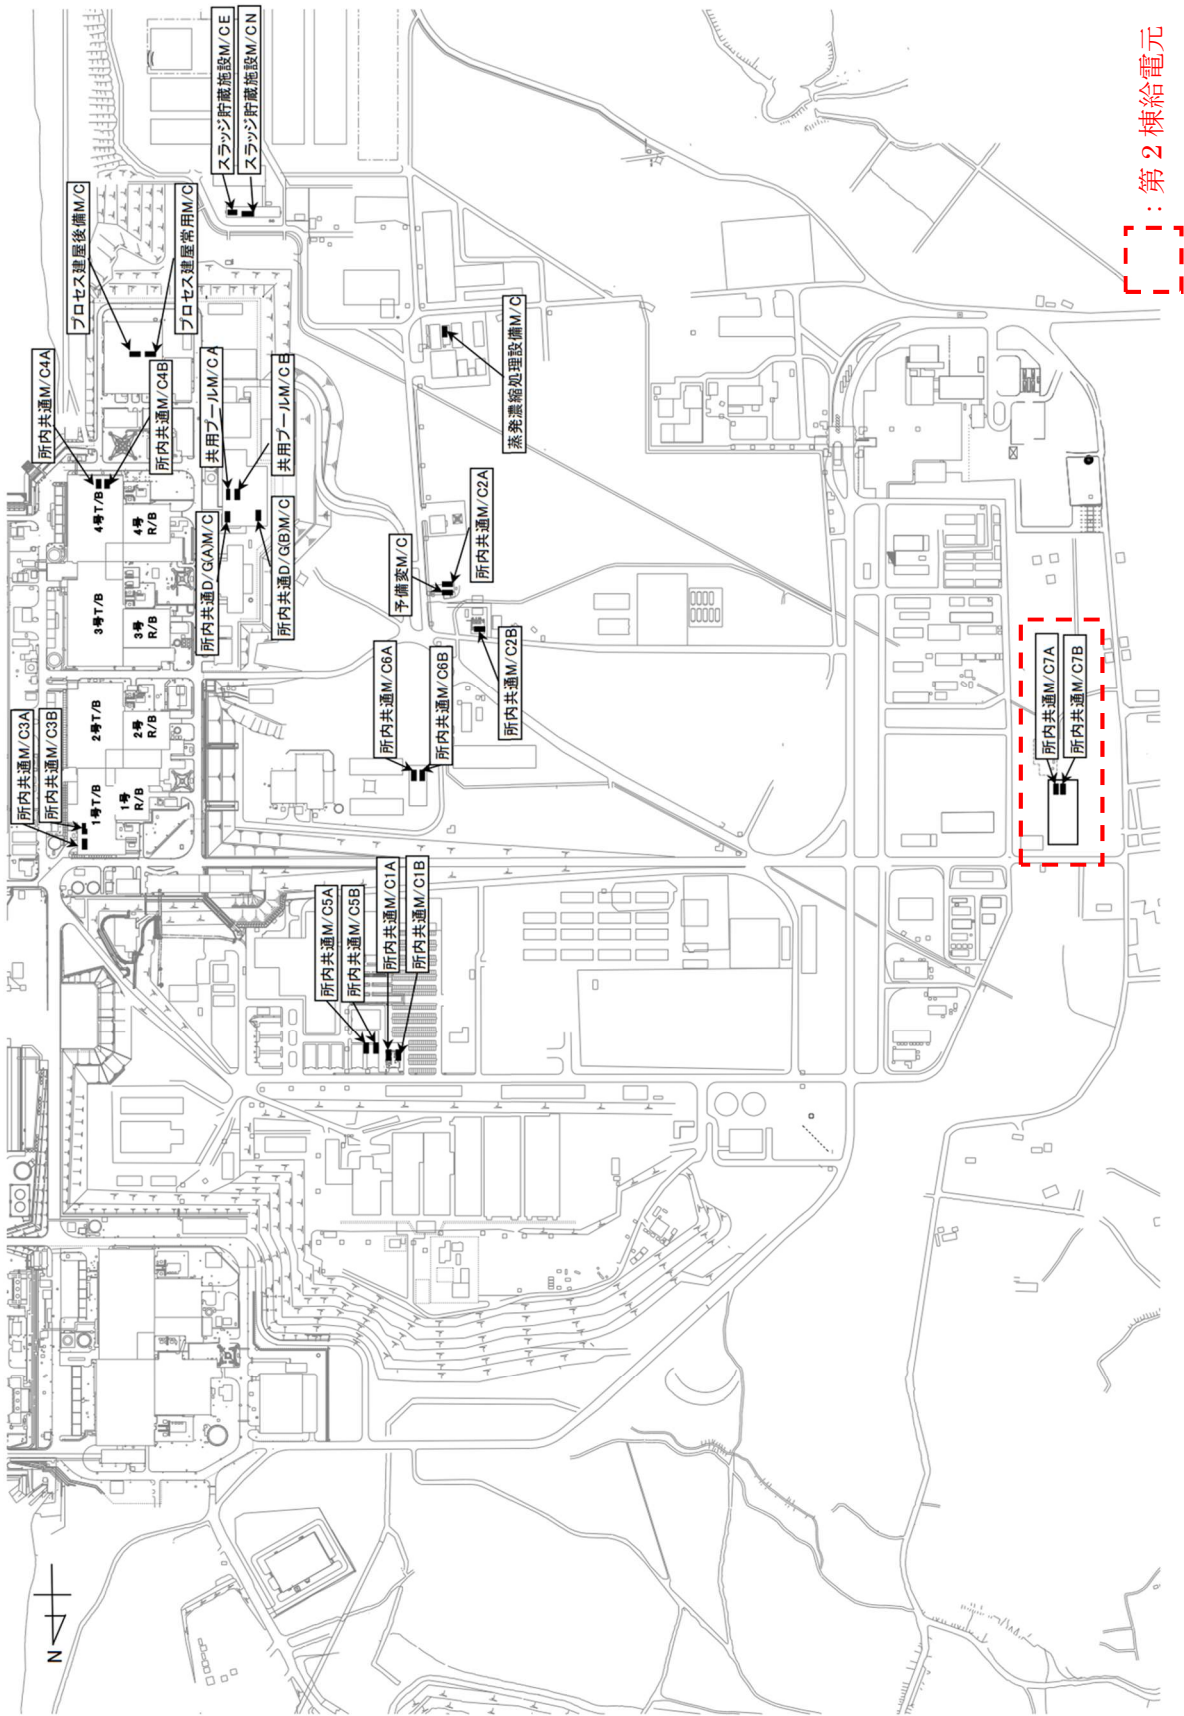 スラッジ貯蔵施設M/C E
スラッジ貯蔵施設M/C N
プロセス建屋後備M/C
プロセス建屋常用M/C
所内共通M/C4A
所内共通M/C4B
共用プールM/C A
共用プールM/C B
所内共通D/G(A)M/C
所内共通D/G(B)M/C
蒸発濃縮処理設備M/C
4号T/B
4号
R/B
3号T/B
3号
R/B
2号T/B
2号
R/B
1号T/B
1号
R/B
予備変M/C
所内共通M/C2A
所内共通M/C2B
所内共通M/C6A
所内共通M/C6B
所内共通M/C3A
所内共通M/C3B
所内共通M/C5A
所内共通M/C5B
所内共通M/C1A
所内共通M/C1B
所内共通M/C7A
所内共通M/C7B
N
：第2棟給電元